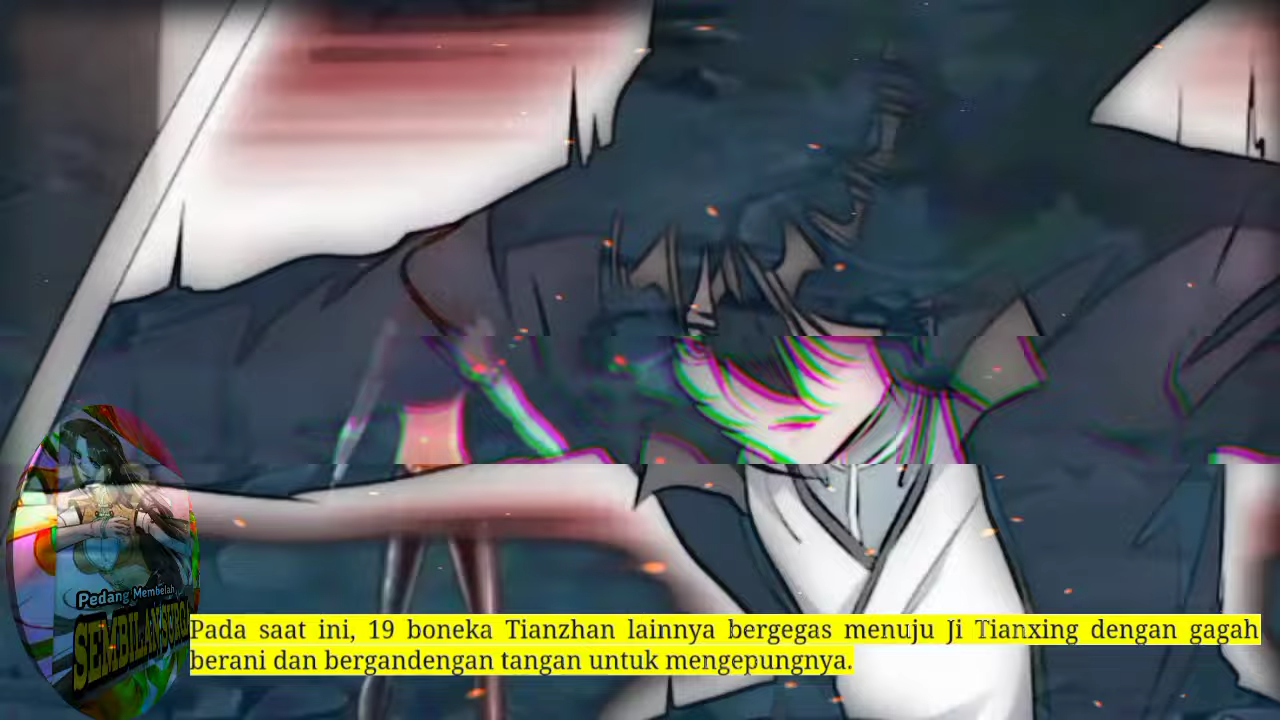 Pedang Membelah
SEMBILAN SURGA
Pada saat ini, 19 boneka Tianzhan lainnya bergegas menuju Ji Tianxing dengan gagah
berani dan bergandengan tangan untuk mengepungnya.